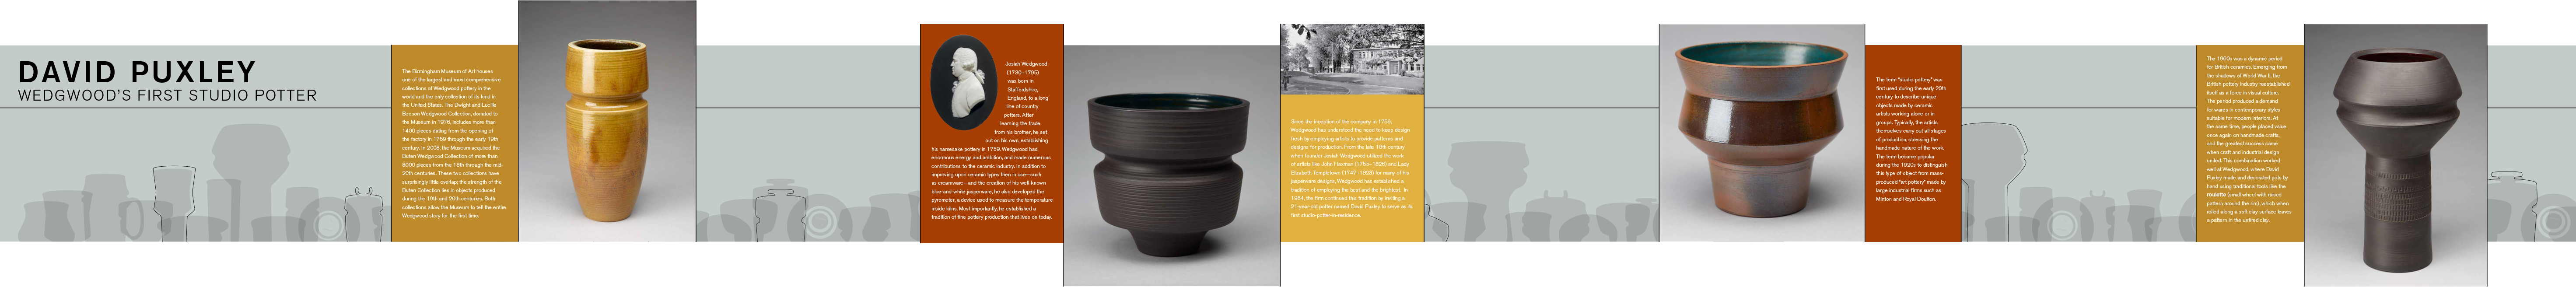 DAVID PUXLEY
WEDGWOOD'S FIRST STUDIO POTTER
The Birmingham Museum of Art houses
one of the largest and most comprehensive
collections of Wedgwood pottery in the
world and the only collection of its kind in
the United States. The Dwight and Lucille
Beeson Wedgwood Collection, donated to
the Museum in 1976, includes more than
1400 pieces dating from the opening of
the factory in 1759 through the early 19th
century. In 2008, the Museum acquired the
Buten Wedgwood Collection of more than
8000 pieces from the 18th through the mid-
20th centuries. These two collections have
surprisingly little overlap; the strength of the
Buten Collection lies in objects produced
during the 19th and 20th centuries. Both
collections allow the Museum to tell the entire
Wedgwood story for the first time.
Josiah Wedgwood
(1730–1795)
was born in
Staffordshire,
England, to a long
line of country
potters. After
learning the trade
from his brother, he set
out on his own, establishing
his namesake pottery in 1759. Wedgwood had
enormous energy and ambition, and made numerous
contributions to the ceramic industry. In addition to
improving upon ceramic types then in use—such
as creamware—and the creation of his well-known
blue-and-white jasperware, he also developed the
pyrometer, a device used to measure the temperature
inside kilns. Most importantly, he established a
tradition of fine pottery production that lives on today.
Since the inception of the company in 1759,
Wedgwood has understood the need to keep design
fresh by employing artists to provide patterns and
designs for production. From the late 18th century
when founder Josiah Wedgwood utilized the work
of artists like John Flaxman (1755–1826) and Lady
Elizabeth Templetown (1747–1823) for many of his
jasperware designs, Wedgwood has established a
tradition of employing the best and the brightest. In
1964, the firm continued this tradition by inviting a
21-year-old potter named David Puxley to serve as its
first studio-potter-in-residence.
The term "studio pottery" was
first used during the early 20th
century to describe unique
objects made by ceramic
artists working alone or in
groups. Typically, the artists
themselves carry out all stages
of production, stressing the
handmade nature of the work.
The term became popular
during the 1920s to distinguish
this type of object from mass-
produced "art pottery" made by
large industrial firms such as
Minton and Royal Doulton.
The 1960s was a dynamic period
for British ceramics. Emerging from
the shadows of World War II, the
British pottery industry reestablished
itself as a force in visual culture.
The period produced a demand
for wares in contemporary styles
suitable for modern interiors. At
the same time, people placed value
once again on handmade crafts,
and the greatest success came
when craft and industrial design
united. This combination worked
well at Wedgwood, where David
Puxley made and decorated pots by
hand using traditional tools like the
roulette (small wheel with raised
pattern around the rim), which when
rolled along a soft clay surface leaves
a pattern in the unfired clay.